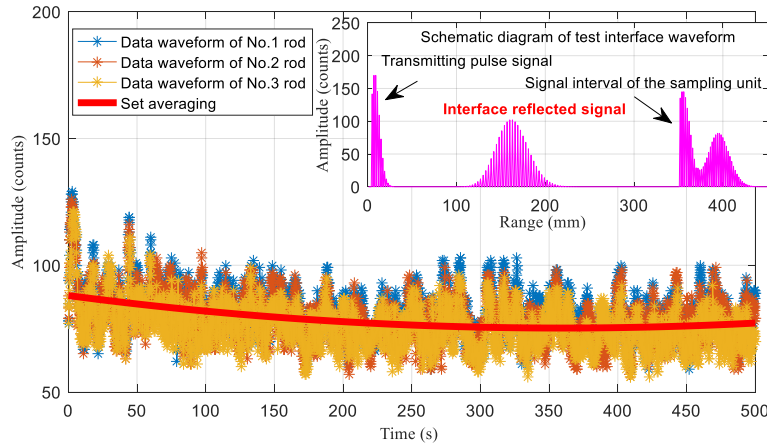 200
150
100
50
Amplitude (counts)
Data waveform of No.1 rod
Data waveform of No.2 rod
Data waveform of No.3 rod
Set averaging
250
200
150
100
50
0
Amplitude (counts)
Schematic diagram of test interface waveform
Transmitting pulse signal
Signal interval of the sampling unit
Interface reflected signal
0 100 200 300 400
Range (mm)
0 50 100 150 200 250 300 350 400 450 500
Time (s)